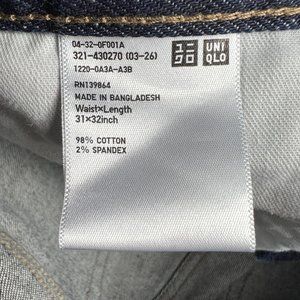 04-32-0F001A
321-430270 (03-26)
1220-0A3A-A3B
RN139864
MADE IN BANGLADESH
Waist×Length
31×32inch
98% COTTON
2% SPANDEX
ユニ
クロ
UNI
QLO